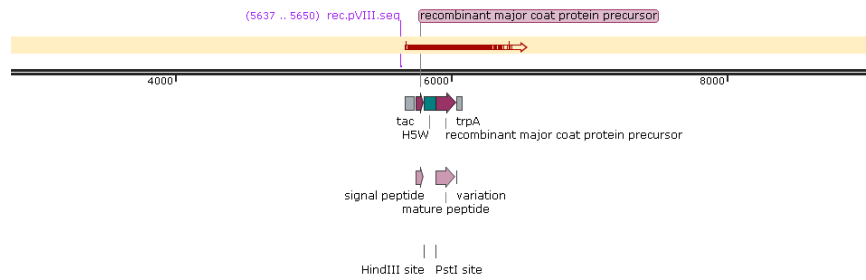 (5637 .. 5650) rec.pVIII.seq recombinant major coat protein precursor
4000 6000 8000
tac trpA
H5W recombinant major coat protein precursor
signal peptide variation
mature peptide
HindIII site PstI site